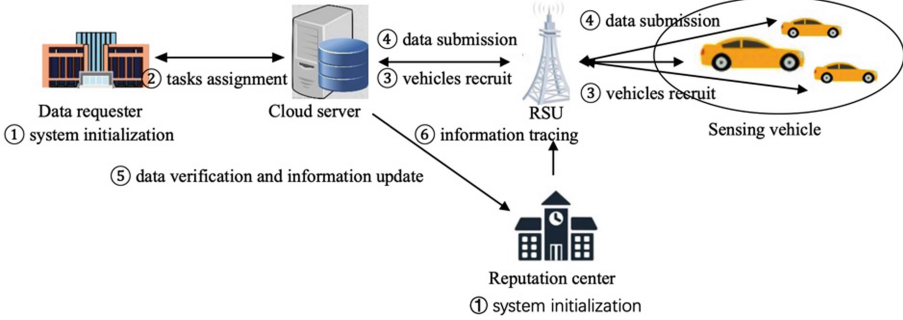 ④ data submission
④ data submission
② tasks assignment
③ vehicles recruit
③ vehicles recruit
Data requester
Cloud server
RSU
① system initialization
⑥ information tracing
Sensing vehicle
⑤ data verification and information update
Reputation center
① system initialization